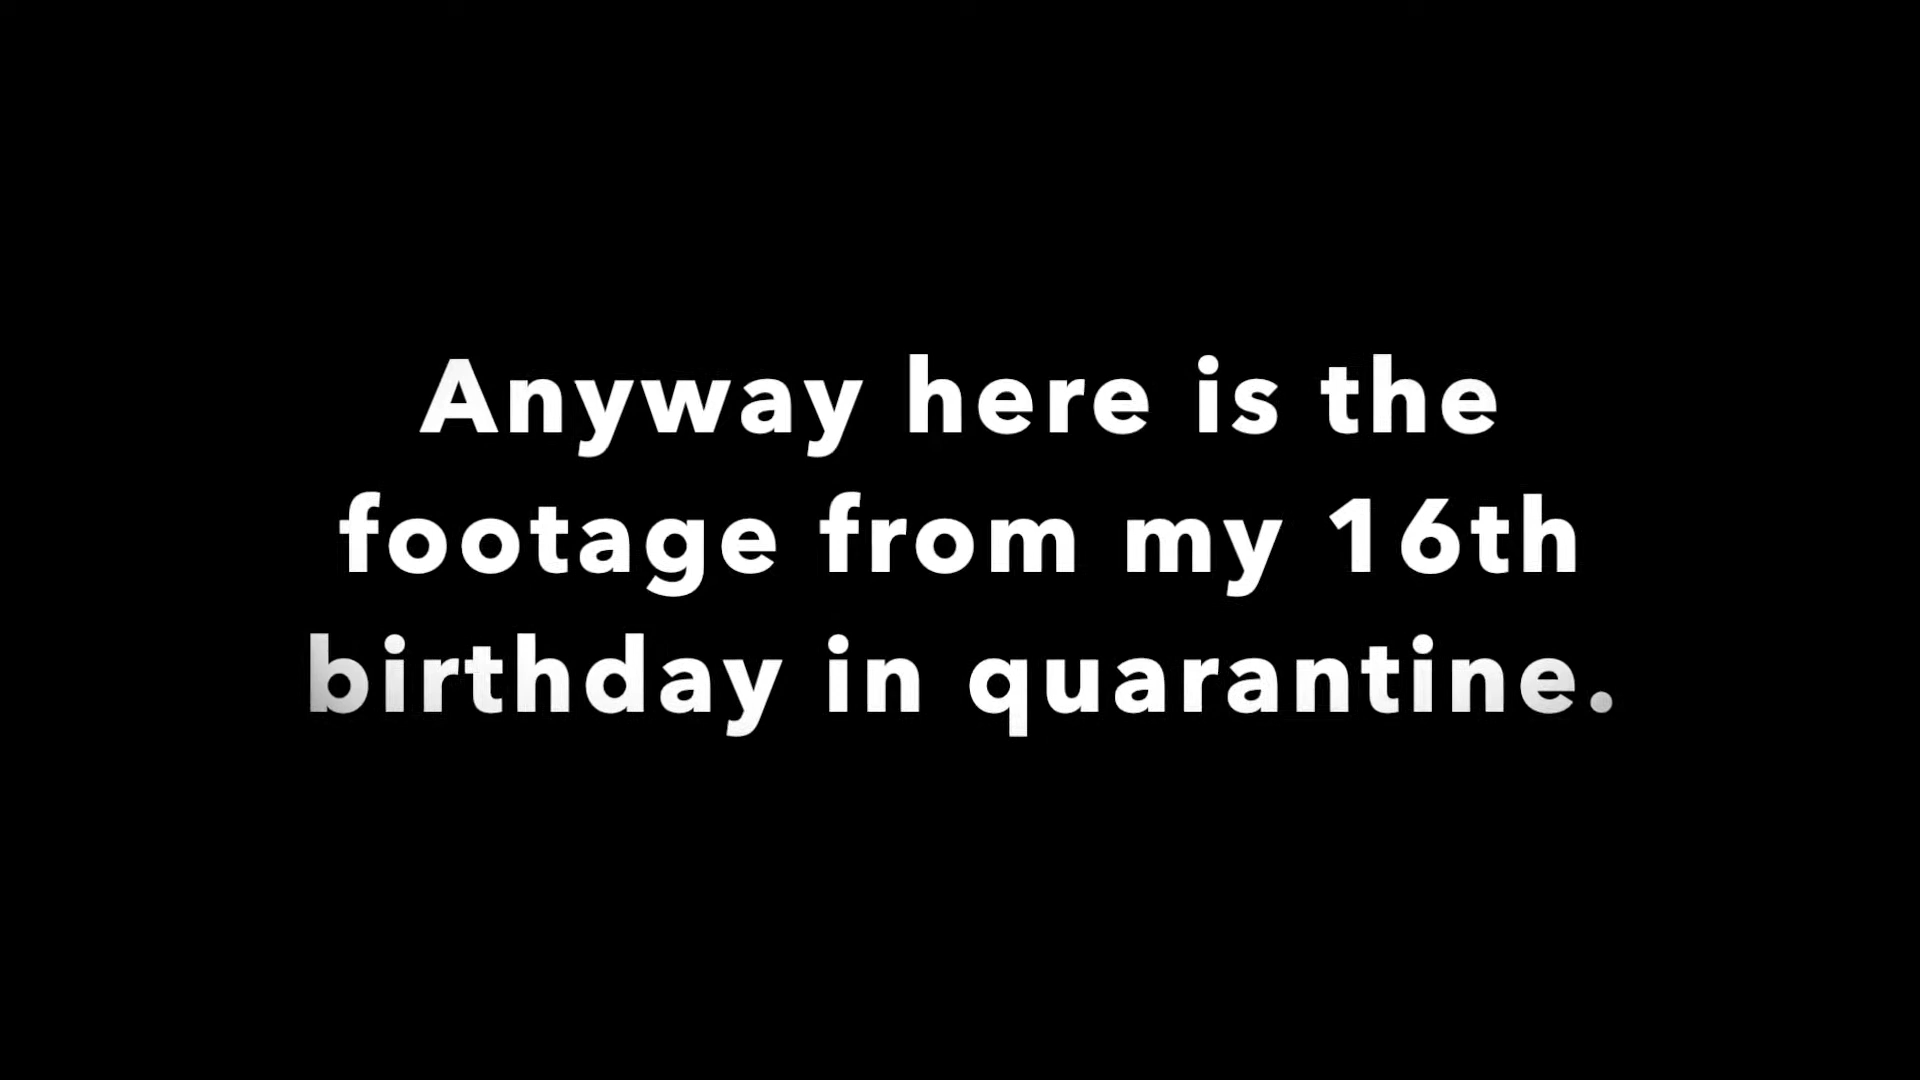 Anyway here is the
footage from my 16th
birthday in quarantine.